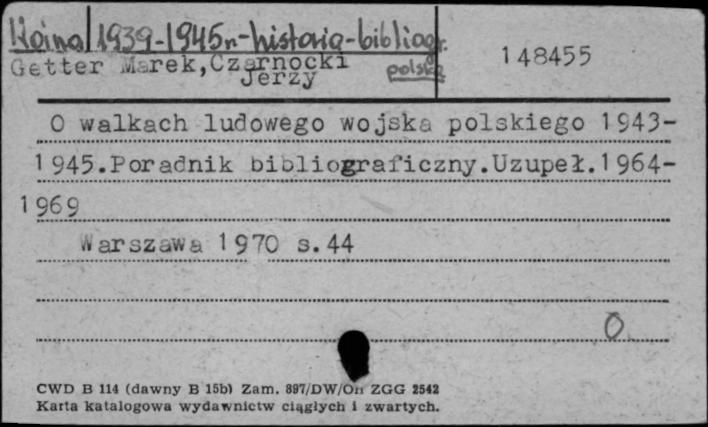 Wojna 1939-1945r-historia-bibliogr.
Getter Marek,Czarnocki Jerzy
polska
148455
O walkach ludowego wojska polskiego 1943-
1945.Poradnik bibliograficzny.Uzupeł.1964-
1969
Warszawa 1970 s.44
0
CWD B 114 (dawny B 15b) Zam. 897/DW/On ZGG 2542
Karta katalogowa wydawnictw ciągłych i zwartych.